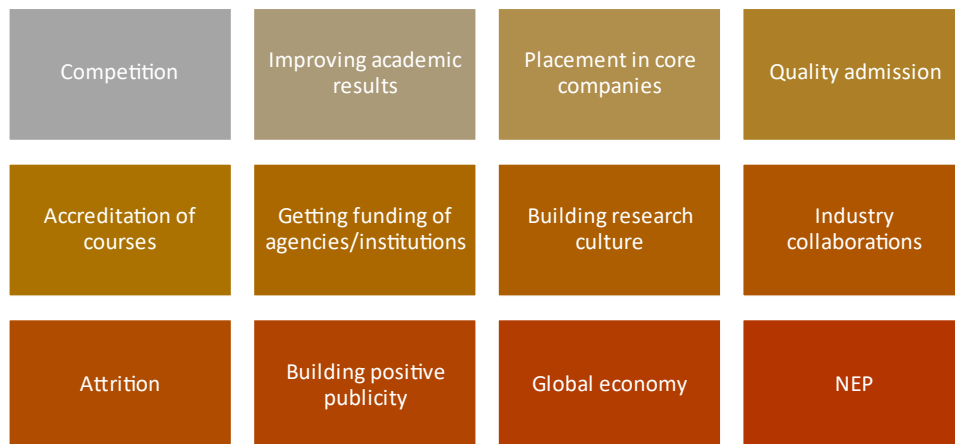 Competition
Improving academic
results
Placement in core
companies
Quality admission
Accreditation of
courses
Getting funding of
agencies/institutions
Building research
culture
Industry
collaborations
Attrition
Building positive
publicity
Global economy
NEP